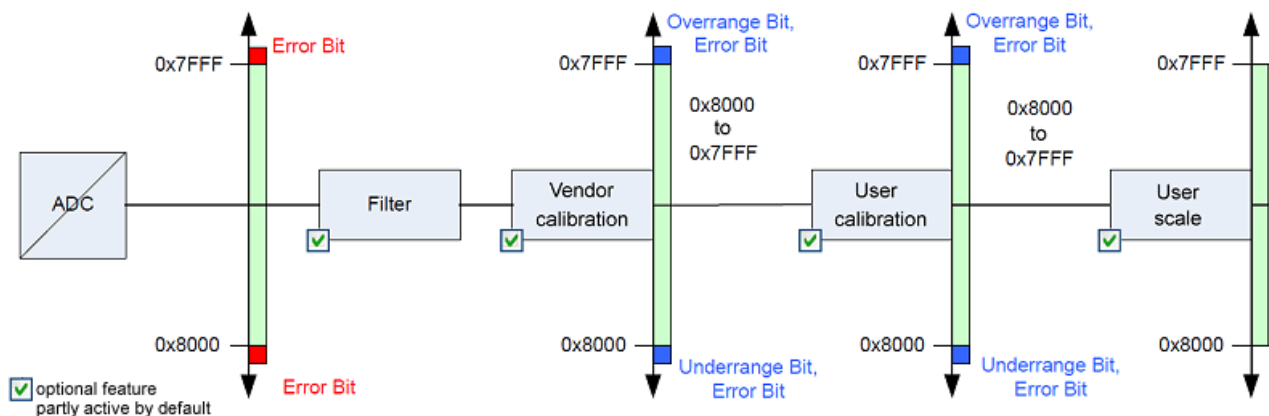 Error Bit
Overrange Bit,
Error Bit
Overrange Bit,
Error Bit
0x7FFF
0x7FFF
0x7FFF
0x7FFF
0x8000
to
0x7FFF
0x8000
to
0x7FFF
ADC
Filter
Vendor
calibration
User
calibration
User
scale
0x8000
0x8000
0x8000
0x8000
Error Bit
Underrange Bit,
Error Bit
Underrange Bit,
Error Bit
optional feature
partly active by default